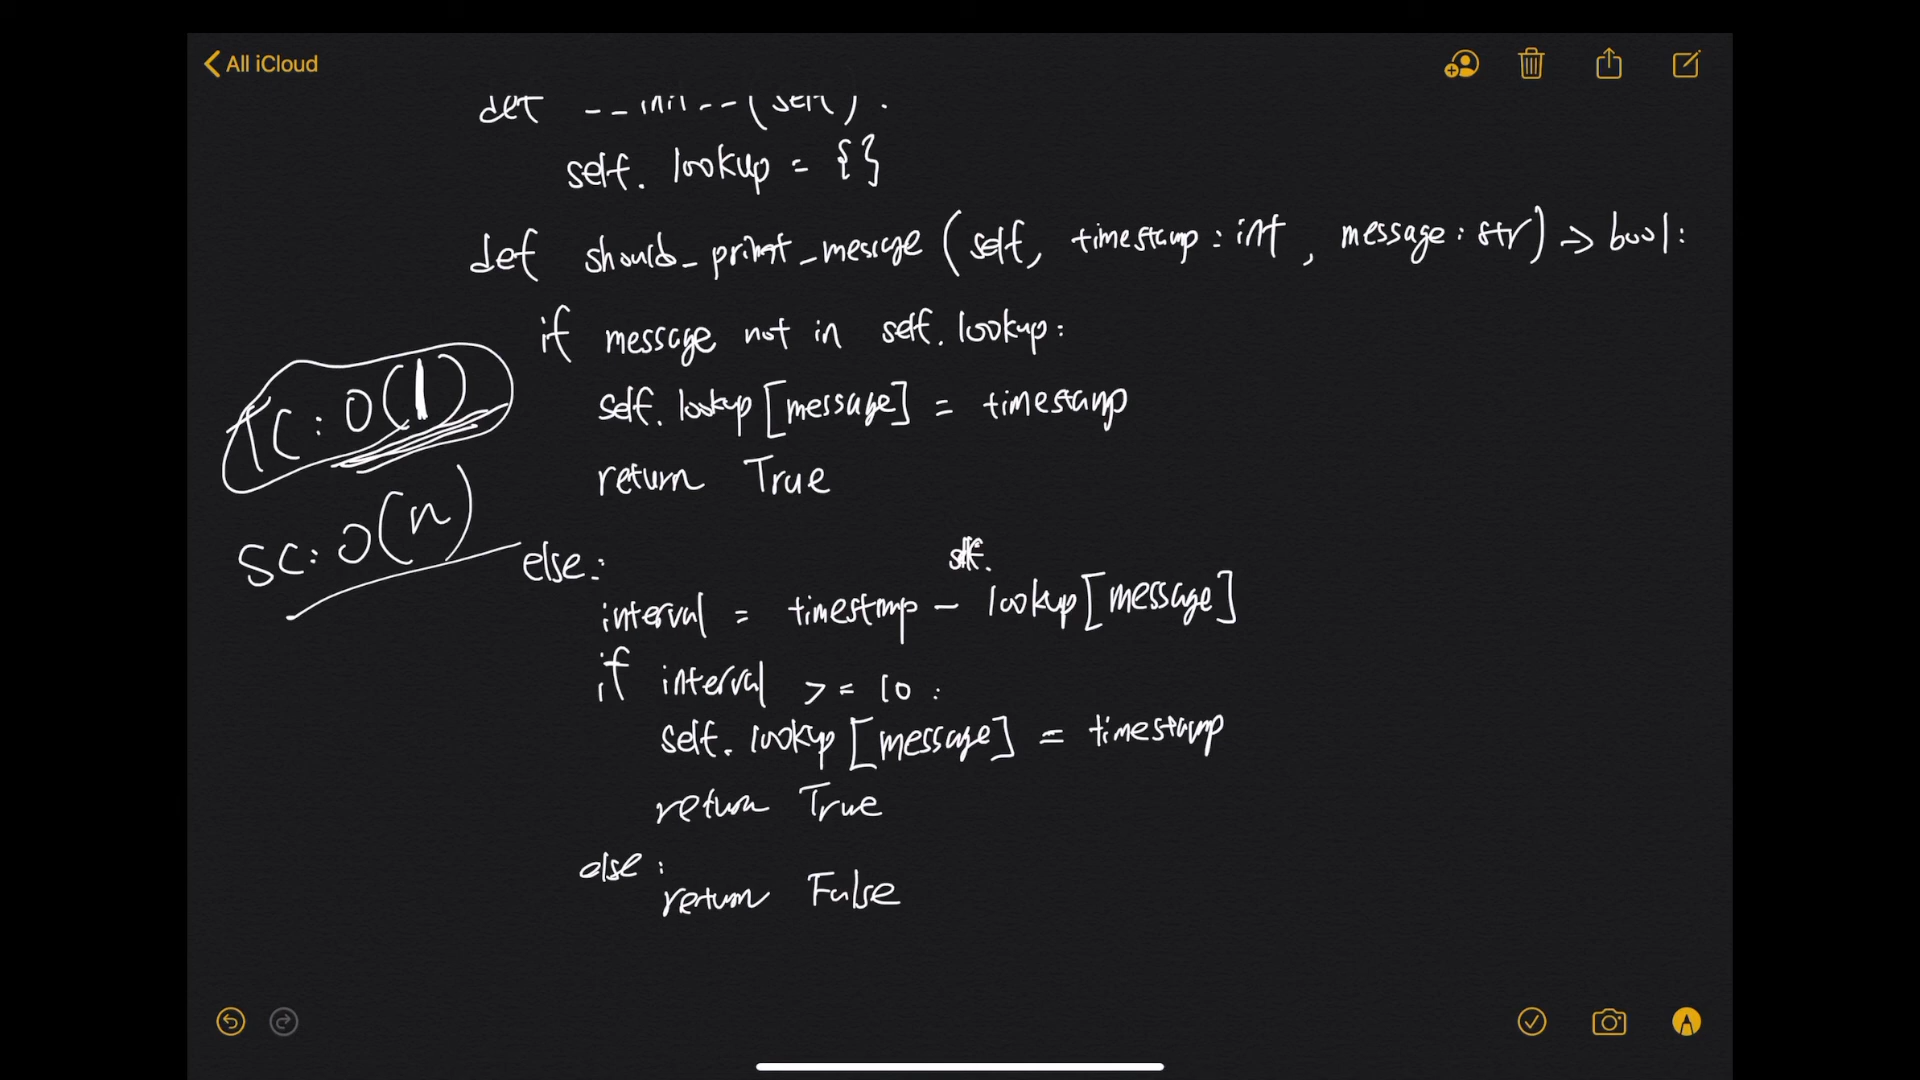 All iCloud
def __init__(self):
self.lookup = {}
def should_print_message (self, timestamp: int, message: str) -> bool:
if message not in self.lookup:
self.lookup[message] = timestamp
return True
TC: O(1)
SC: O(n)
else:
self.
interval = timestmp - lookup[message]
if interval >= 10:
self.lookup[message] = timestamp
return True
else:
return False